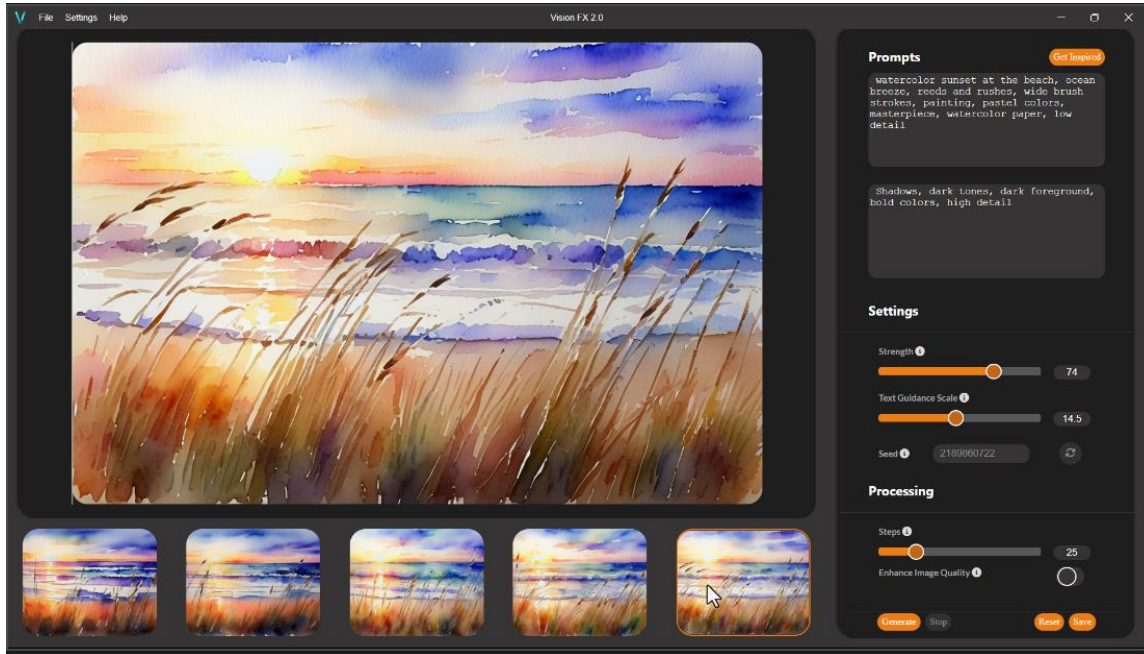 File Settings Help
Vision FX 2.0
Prompts
Get Inspired
watercolor sunset at the beach, ocean
breeze, reeds and rushes, wide brush
strokes, painting, pastel colors,
masterpiece, watercolor paper, low
detail
Shadows, dark tones, dark foreground,
bold colors, high detail
Settings
Strength
74
Text Guidance Scale
14.5
Seed
2189860722
Processing
Steps
25
Enhance Image Quality
Generate Stop Reset Save